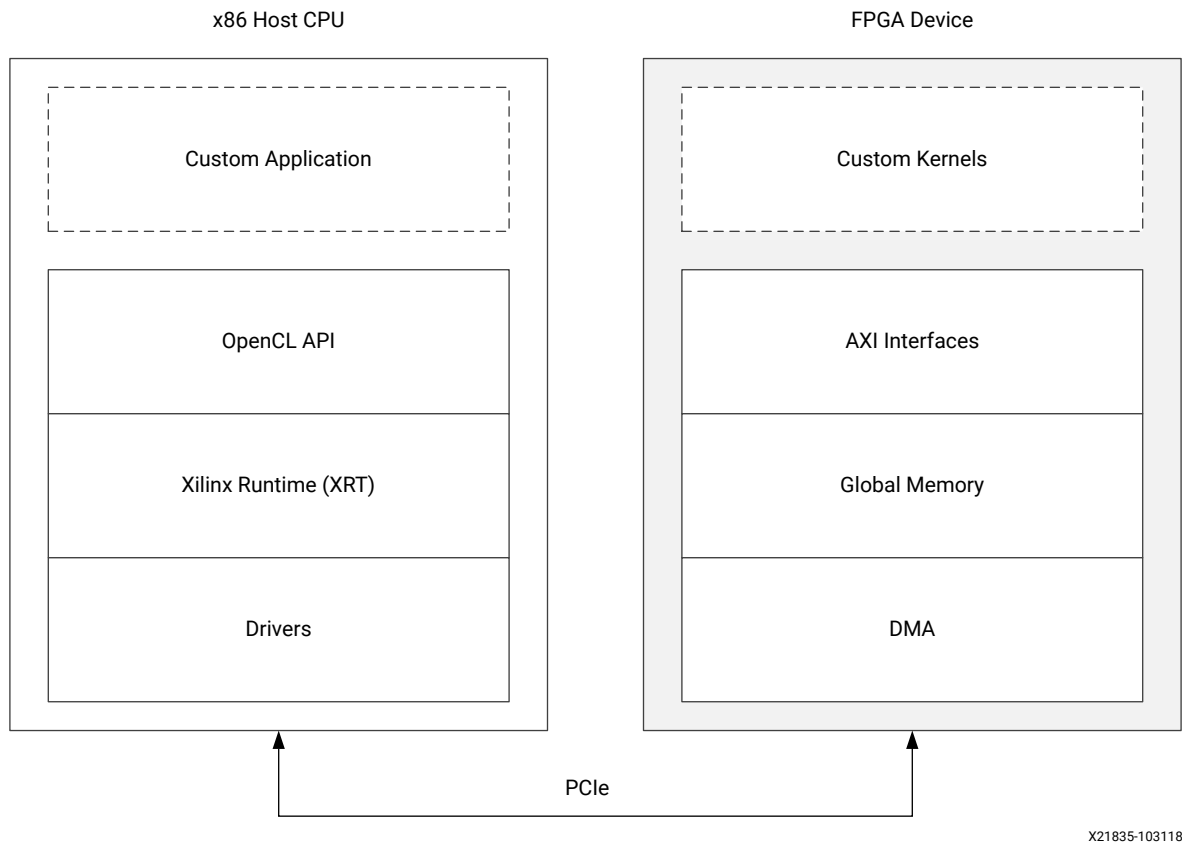 x86 Host CPU
FPGA Device
Custom Application
Custom Kernels
OpenCL API
AXI Interfaces
Xilinx Runtime (XRT)
Global Memory
Drivers
DMA
PCIe
X21835-103118